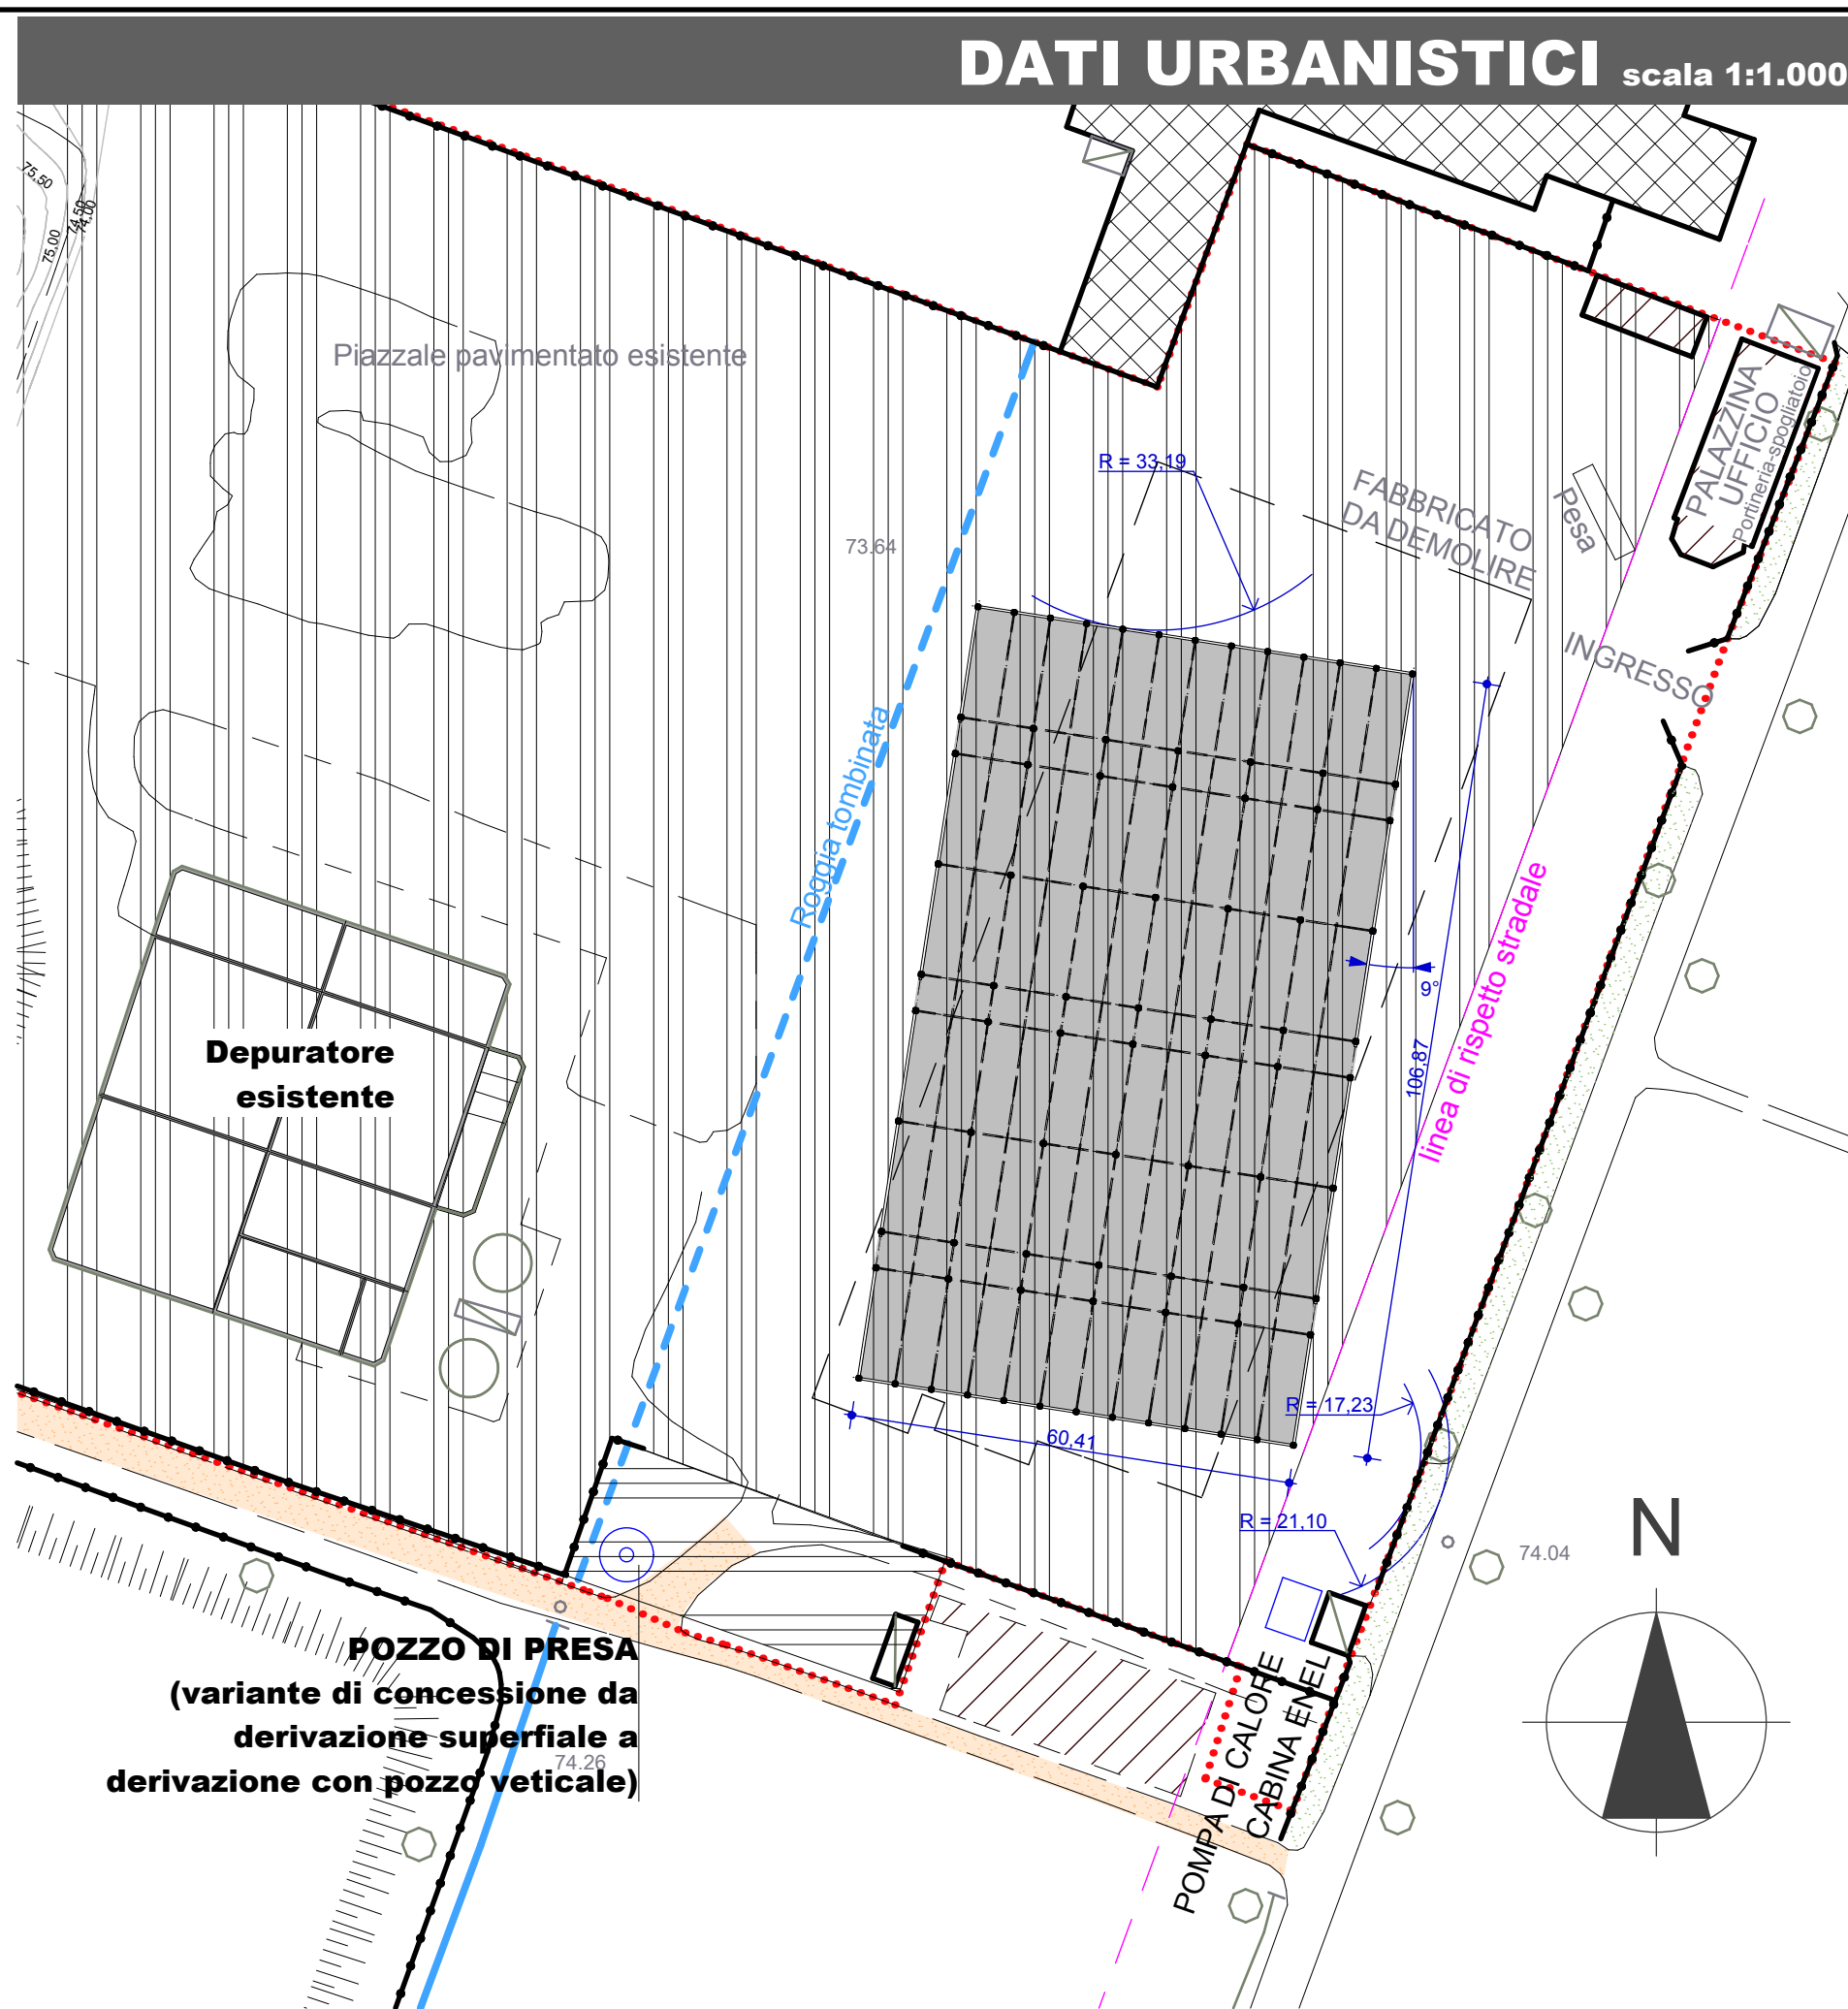 DATI URBANISTICI scala 1:1.000
75,50
74,50
74,00
75,00
Piazzale pavimentato esistente
R = 33,19
FABBRICATO
DA DEMOLIRE
Pesa
PALAZZINA
UFFICIO
Portineria-spogliatoio
73.64
INGRESSO
Roggia tombinata
linea di rispetto stradale
9°
106,87
Depuratore
esistente
R = 17,23
60,41
R = 21,10
N
74.04
POZZO DI PRESA
(variante di concessione da
derivazione superfiale a
derivazione con pozzo veticale)
74.26
POMPA DI CALORE
CABINA ENEL